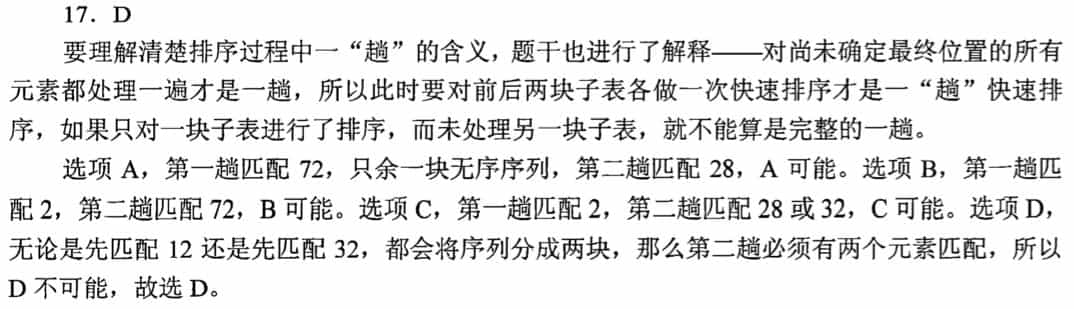 17．D
要理解清楚排序过程中一“趟”的含义，题干也进行了解释——对尚未确定最终位置的所有
元素都处理一遍才是一趟，所以此时要对前后两块子表各做一次快速排序才是一“趟”快速排
序，如果只对一块子表进行了排序，而未处理另一块子表，就不能算是完整的一趟。
选项 A，第一趟匹配 72，只余一块无序序列，第二趟匹配 28，A 可能。选项 B，第一趟匹
配 2，第二趟匹配 72，B 可能。选项 C，第一趟匹配 2，第二趟匹配 28 或 32，C 可能。选项 D，
无论是先匹配 12 还是先匹配 32，都会将序列分成两块，那么第二趟必须有两个元素匹配，所以
D 不可能，故选 D。